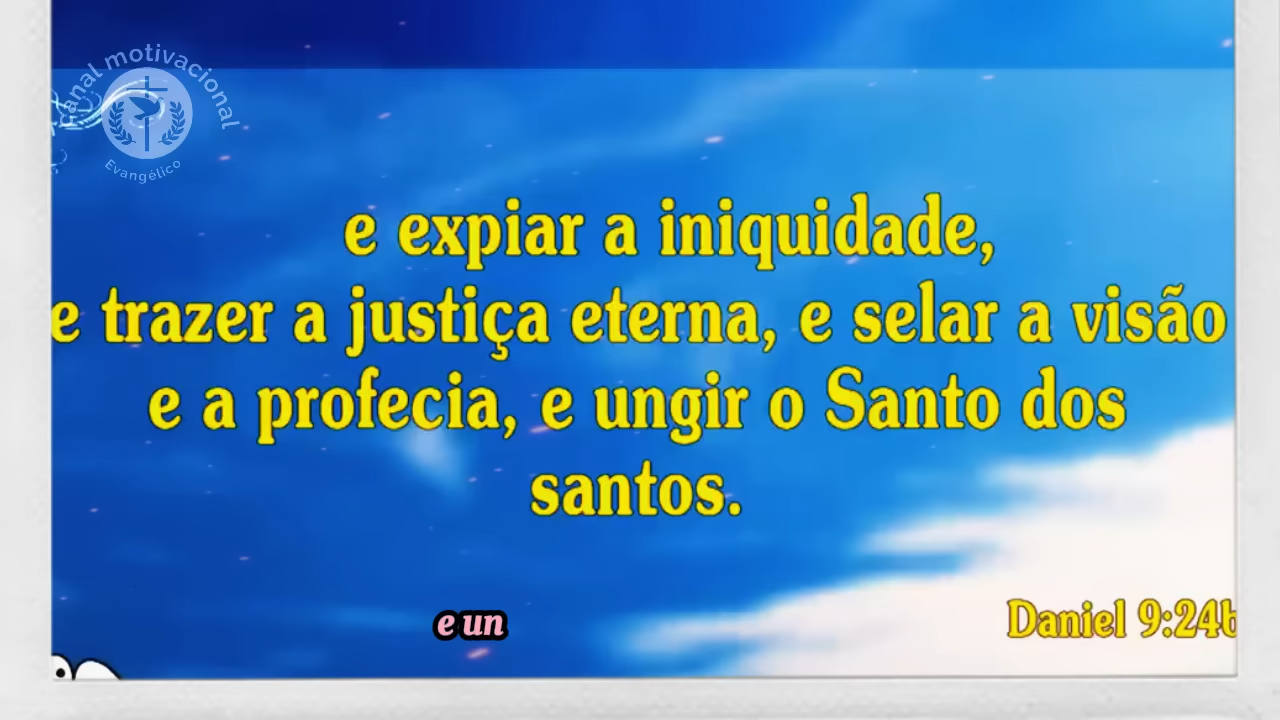 canal motivacional
Evangélico
e expiar a iniquidade,
e trazer a justiça eterna, e selar a visão
e a profecia, e ungir o Santo dos
santos.
e un
Daniel 9:24b